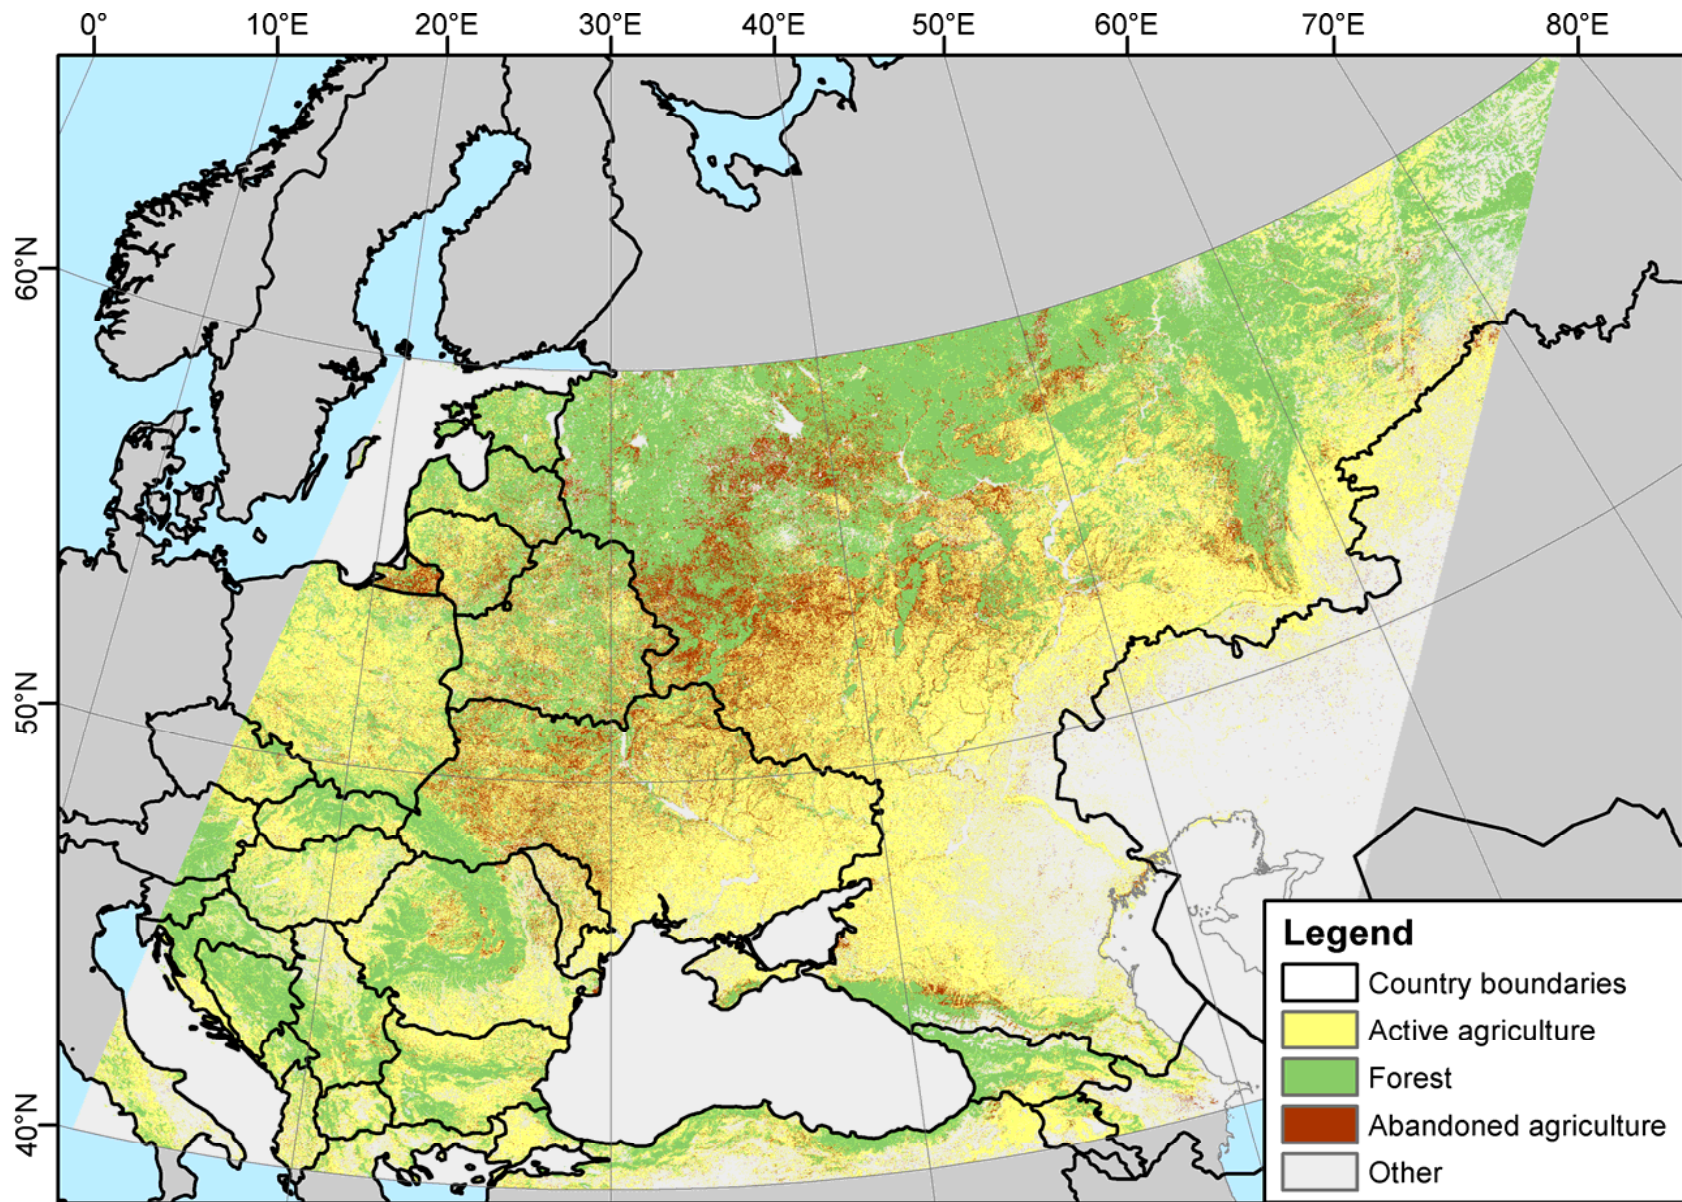 0° 10°E 20°E 30°E 40°E 50°E 60°E 70°E 80°E
60°N
50°N
40°N
Legend
Country boundaries
Active agriculture
Forest
Abandoned agriculture
Other